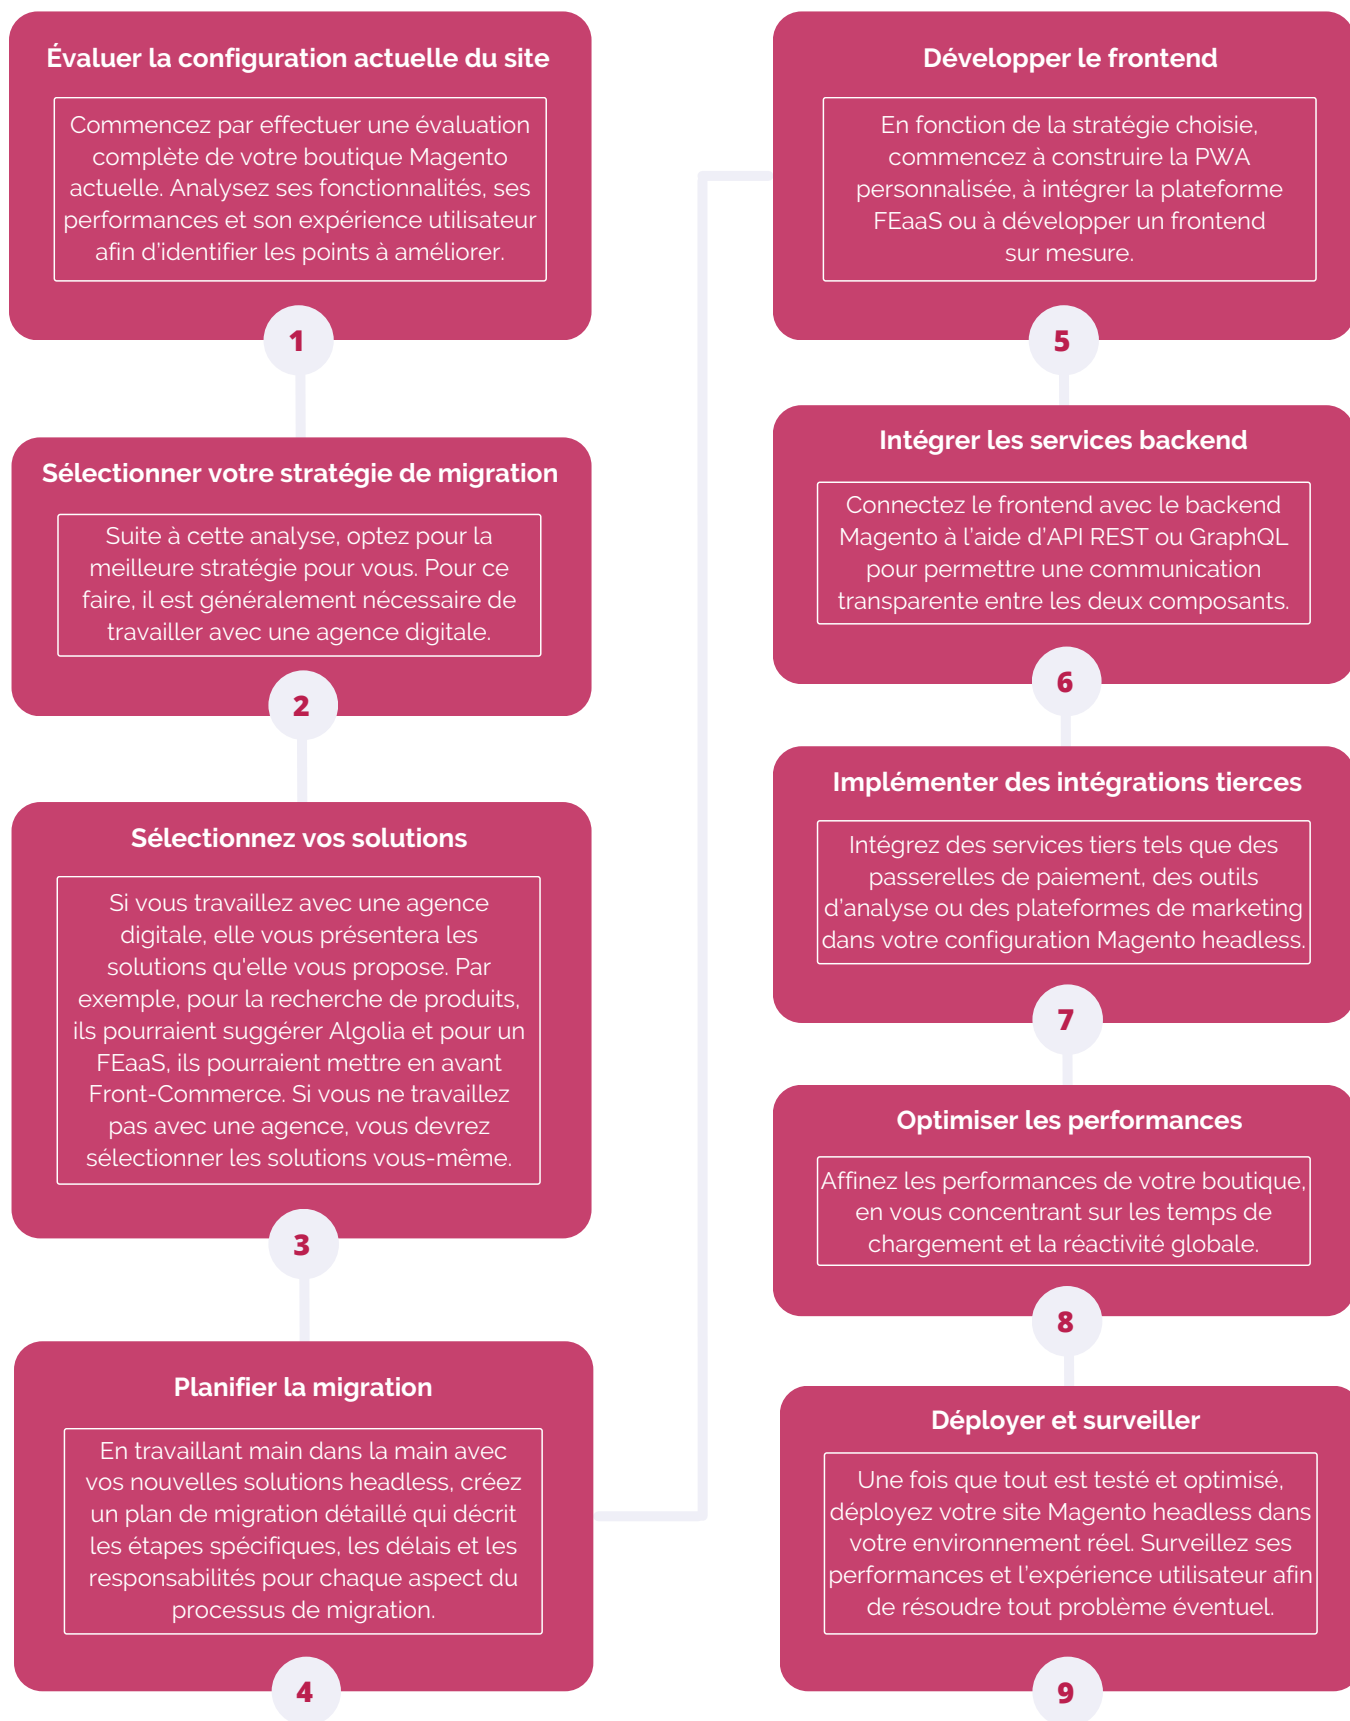 Évaluer la configuration actuelle du site
Commencez par effectuer une évaluation
complète de votre boutique Magento
actuelle. Analysez ses fonctionnalités, ses
performances et son expérience utilisateur
afin d'identifier les points à améliorer.
1
Sélectionner votre stratégie de migration
Suite à cette analyse, optez pour la
meilleure stratégie pour vous. Pour ce
faire, il est généralement nécessaire de
travailler avec une agence digitale.
2
Sélectionnez vos solutions
Si vous travaillez avec une agence
digitale, elle vous présentera les
solutions qu'elle vous propose. Par
exemple, pour la recherche de produits,
ils pourraient suggérer Algolia et pour un
FEaaS, ils pourraient mettre en avant
Front-Commerce. Si vous ne travaillez
pas avec une agence, vous devrez
sélectionner les solutions vous-même.
3
Planifier la migration
En travaillant main dans la main avec
vos nouvelles solutions headless, créez
un plan de migration détaillé qui décrit
les étapes spécifiques, les délais et les
responsabilités pour chaque aspect du
processus de migration.
4
Développer le frontend
En fonction de la stratégie choisie,
commencez à construire la PWA
personnalisée, à intégrer la plateforme
FEaaS ou à développer un frontend
sur mesure.
5
Intégrer les services backend
Connectez le frontend avec le backend
Magento à l'aide d'API REST ou GraphQL
pour permettre une communication
transparente entre les deux composants.
6
Implémenter des intégrations tierces
Intégrez des services tiers tels que des
passerelles de paiement, des outils
d'analyse ou des plateformes de marketing
dans votre configuration Magento headless.
7
Optimiser les performances
Affinez les performances de votre boutique,
en vous concentrant sur les temps de
chargement et la réactivité globale.
8
Déployer et surveiller
Une fois que tout est testé et optimisé,
déployez votre site Magento headless dans
votre environnement réel. Surveillez ses
performances et l'expérience utilisateur afin
de résoudre tout problème éventuel.
9